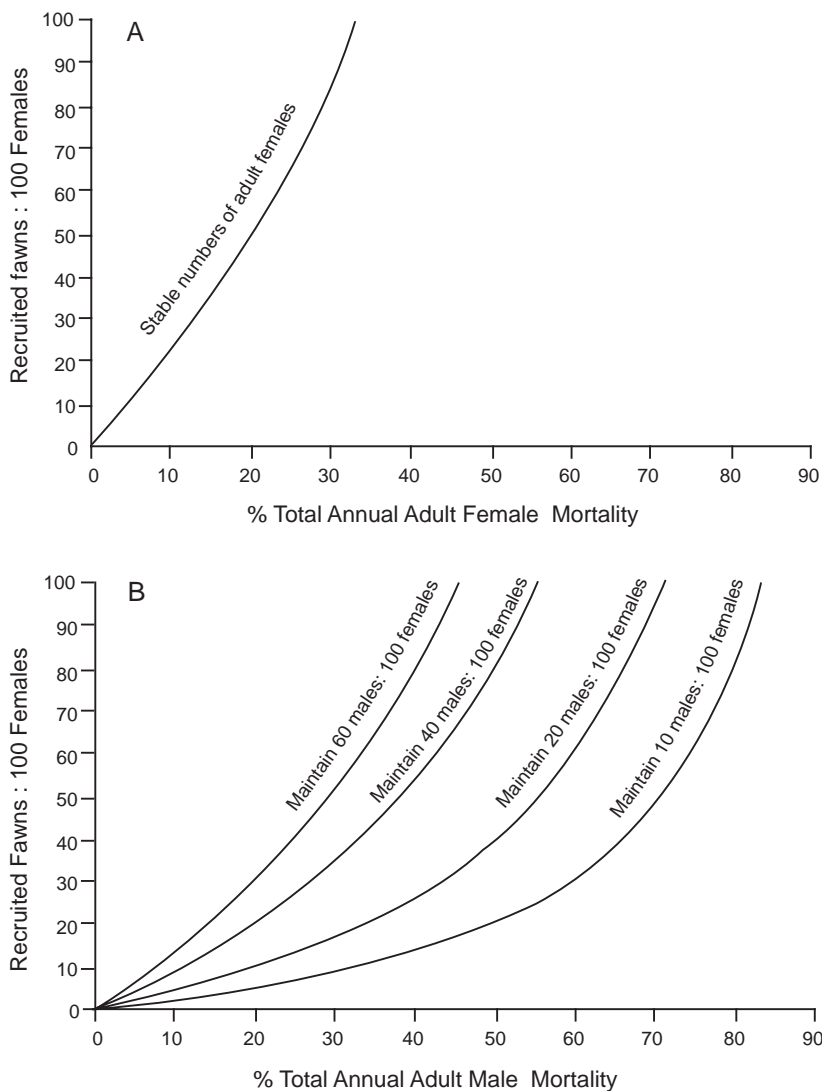 A
100
90
80
70
60
50
40
30
20
10
0
Recruited fawns : 100 Females
Stable numbers of adult females
0 10 20 30 40 50 60 70 80 90
% Total Annual Adult Female Mortality
B
100
90
80
70
60
50
40
30
20
10
0
Recruited Fawns : 100 Females
Maintain 60 males: 100 females
Maintain 40 males: 100 females
Maintain 20 males: 100 females
Maintain 10 males: 100 females
0 10 20 30 40 50 60 70 80 90
% Total Annual Adult Male Mortality